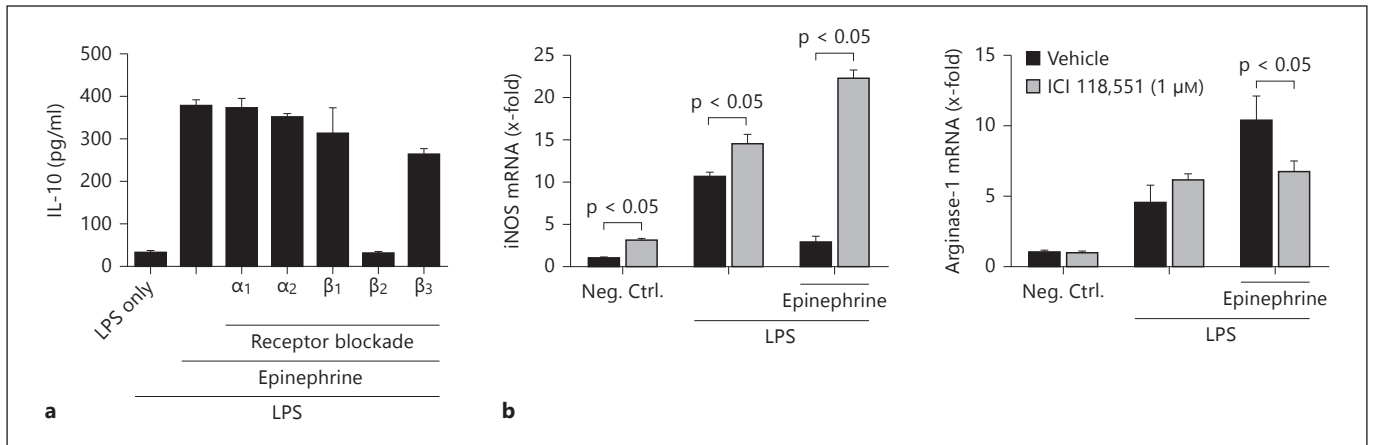 500
400
300
200
100
0
IL-10 (pg/ml)
LPS only
α1
α2
β1
β2
β3
Receptor blockade
Epinephrine
LPS
a
25
20
15
10
5
0
iNOS mRNA (x-fold)
p < 0.05
p < 0.05
p < 0.05
Neg. Ctrl.
Epinephrine
LPS
b
15
10
5
0
Arginase-1 mRNA (x-fold)
Vehicle
ICI 118,551 (1 μM)
p < 0.05
Neg. Ctrl.
Epinephrine
LPS